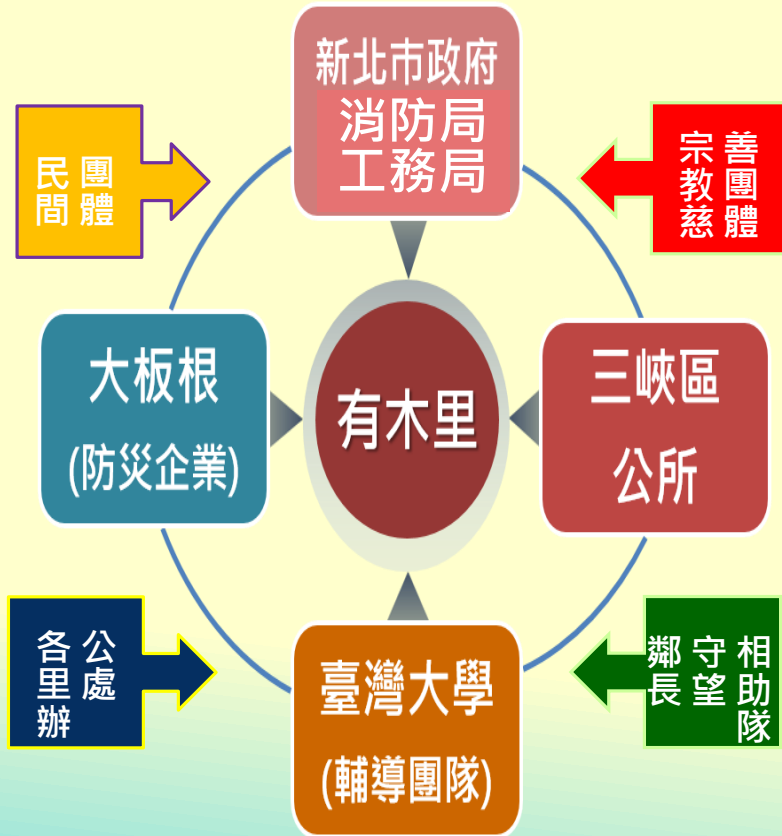 新北市政府
消防局
工務局
民間
團體
宗教慈
善團體
大板根
(防災企業)
有木里
三峽區
公所
各里辦
公處
臺灣大學
(輔導團隊)
鄰長
守望
相助隊